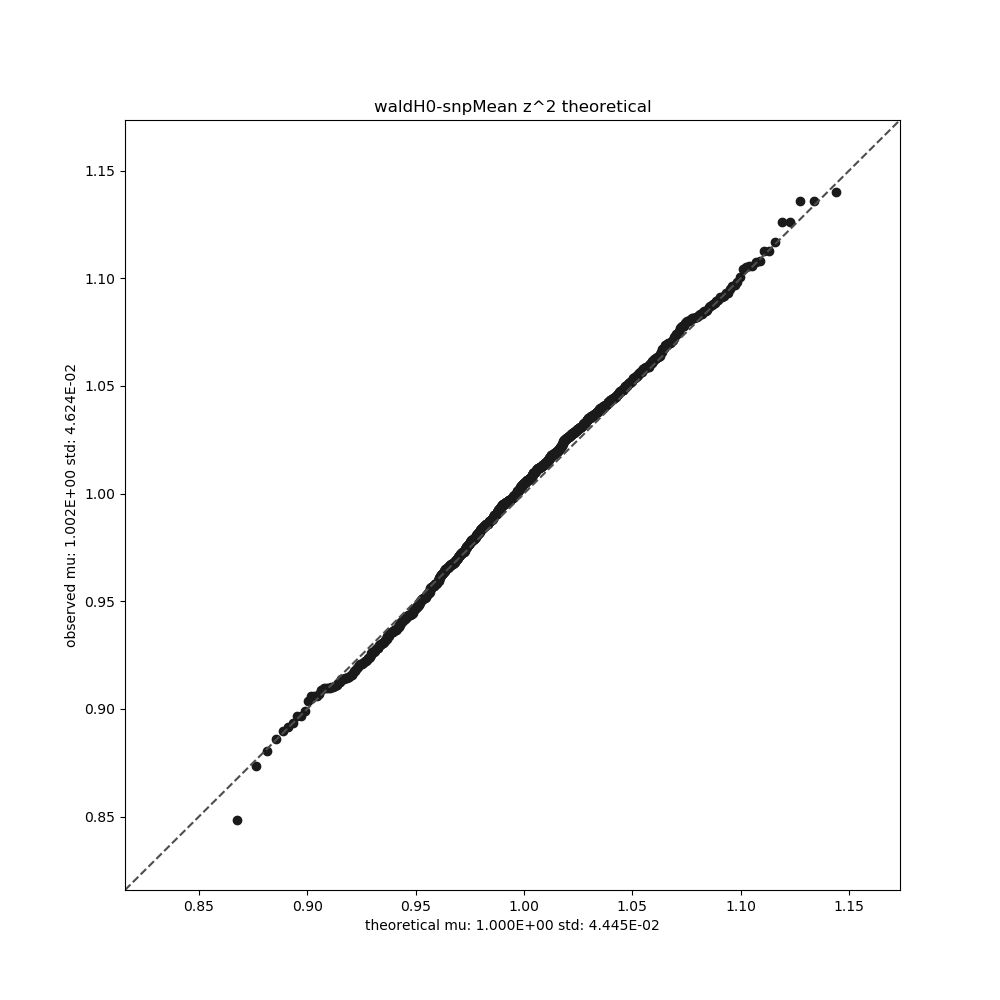 waldH0-snpMean z^2 theoretical
1.15
1.10
1.05
1.00
0.95
0.90
0.85
observed mu: 1.002E+00 std: 4.624E-02
0.85 0.90 0.95 1.00 1.05 1.10 1.15
theoretical mu: 1.000E+00 std: 4.445E-02